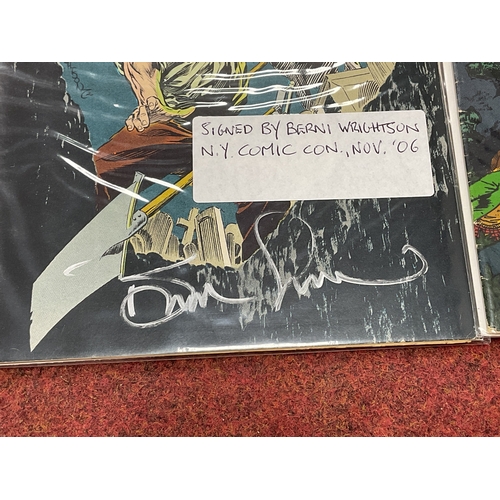 SIGNED BY BERNI WRIGHTSON
N.Y. COMIC CON., NOV. '06